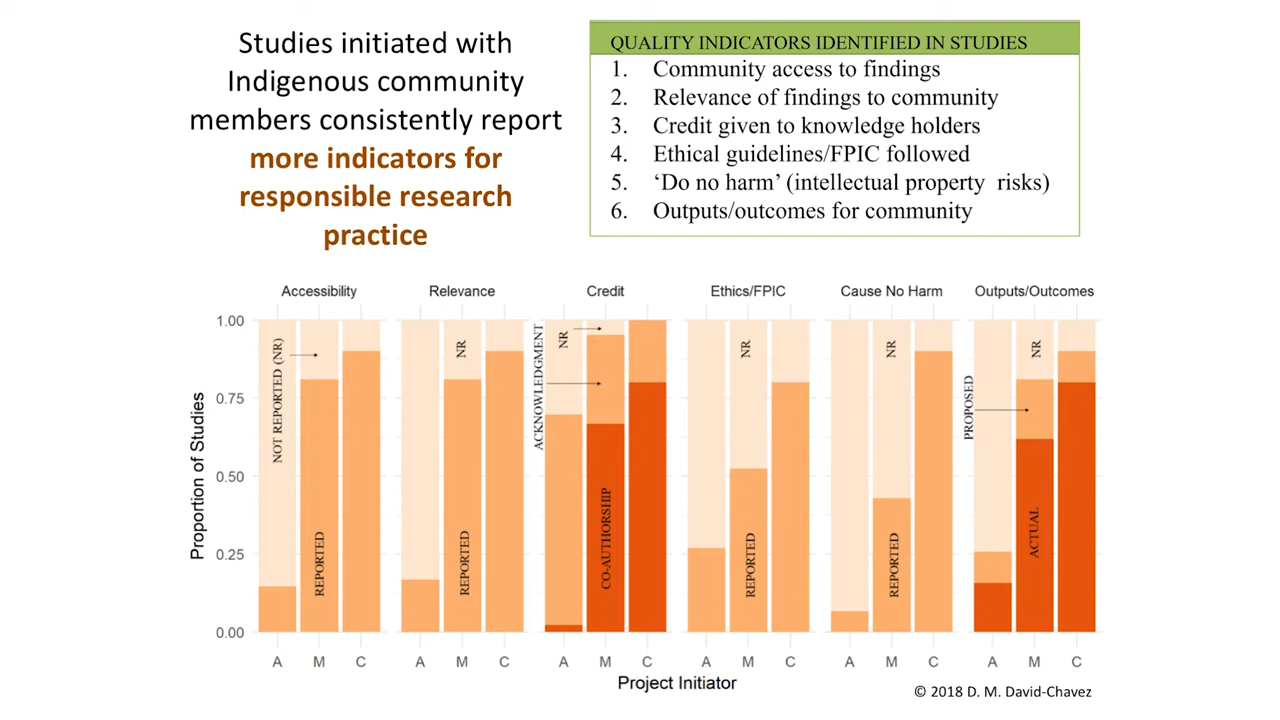 Studies initiated with
Indigenous community
members consistently report
more indicators for
responsible research
practice
QUALITY INDICATORS IDENTIFIED IN STUDIES
1. Community access to findings
2. Relevance of findings to community
3. Credit given to knowledge holders
4. Ethical guidelines/FPIC followed
5. ‘Do no harm’ (intellectual property risks)
6. Outputs/outcomes for community
Accessibility
Relevance
Credit
Ethics/FPIC
Cause No Harm
Outputs/Outcomes
Proportion of Studies
1.00
0.75
0.50
0.25
0.00
NOT REPORTED (NR)
REPORTED
NR
REPORTED
ACKNOWLEDGMENT
NR
CO-AUTHORSHIP
NR
REPORTED
NR
REPORTED
PROPOSED
NR
ACTUAL
A M C
A M C
A M C
A M C
A M C
A M C
Project Initiator
© 2018 D. M. David-Chavez